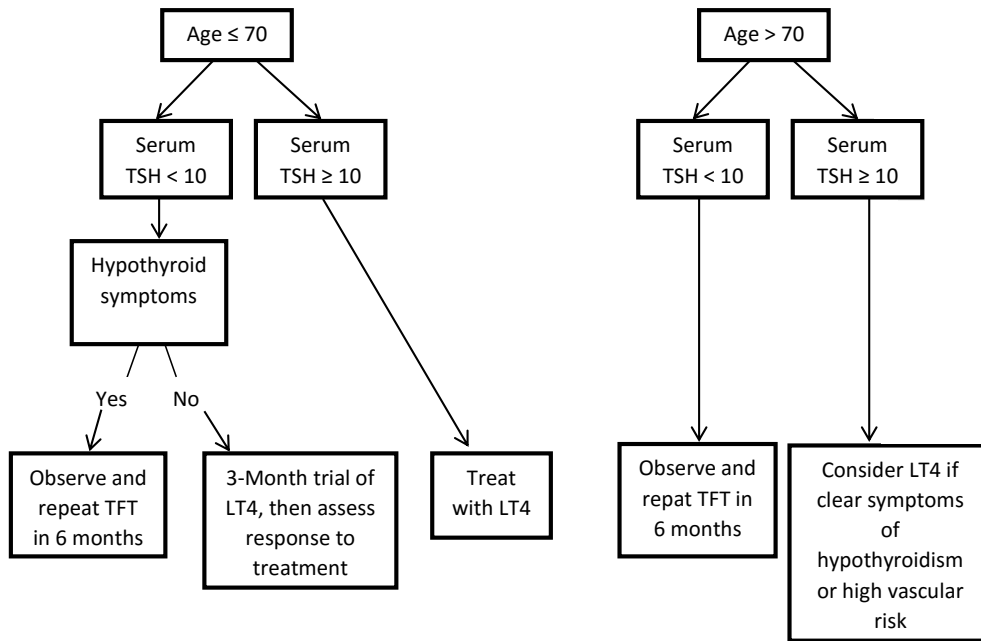 Age ≤ 70
Serum
TSH < 10
Serum
TSH ≥ 10
Hypothyroid
symptoms
Yes
No
Observe and
repeat TFT
in 6 months
3-Month trial of
LT4, then assess
response to
treatment
Treat
with LT4
Age > 70
Serum
TSH < 10
Serum
TSH ≥ 10
Observe and
repat TFT in
6 months
Consider LT4 if
clear symptoms
of
hypothyroidism
or high vascular
risk